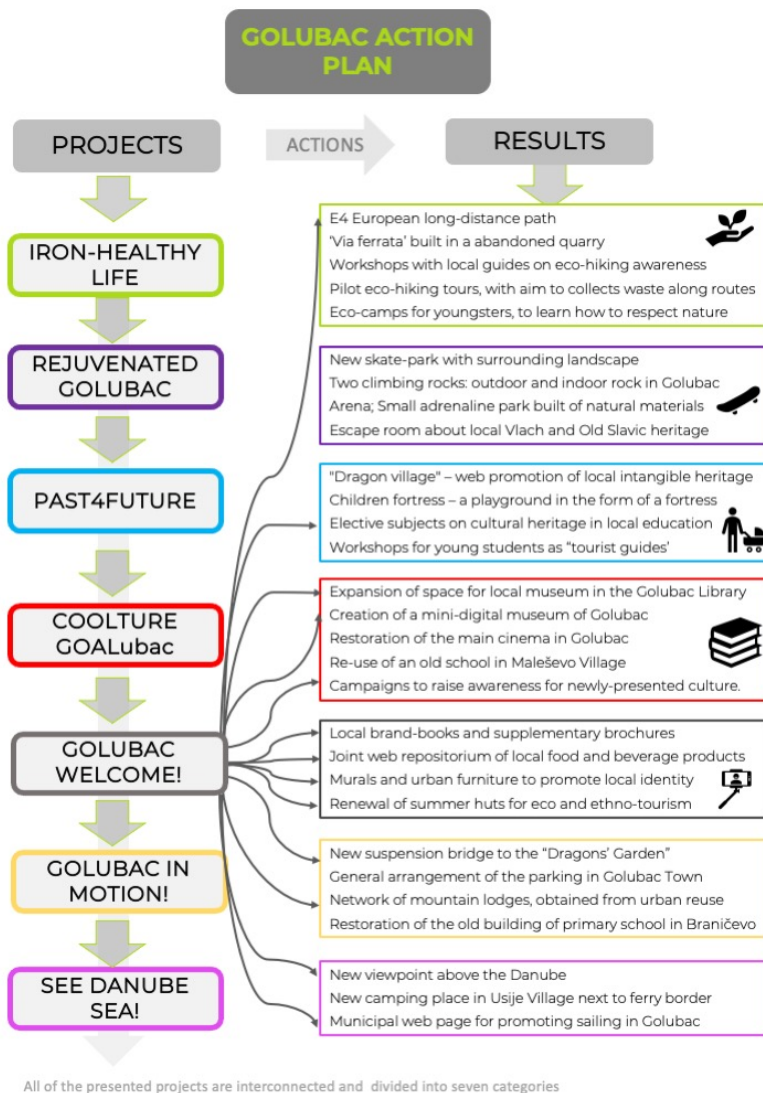 GOLUBAC ACTION
PLAN
PROJECTS
ACTIONS
RESULTS
IRON-HEALTHY
LIFE
E4 European long-distance path
‘Via ferrata’ built in a abandoned quarry
Workshops with local guides on eco-hiking awareness
Pilot eco-hiking tours, with aim to collects waste along routes
Eco-camps for youngsters, to learn how to respect nature
REJUVENATED
GOLUBAC
New skate-park with surrounding landscape
Two climbing rocks: outdoor and indoor rock in Golubac
Arena; Small adrenaline park built of natural materials
Escape room about local Vlach and Old Slavic heritage
PAST4FUTURE
"Dragon village" – web promotion of local intangible heritage
Children fortress – a playground in the form of a fortress
Elective subjects on cultural heritage in local education
Workshops for young students as “tourist guides’
COOLTURE
GOALubac
Expansion of space for local museum in the Golubac Library
Creation of a mini-digital museum of Golubac
Restoration of the main cinema in Golubac
Re-use of an old school in Maleševo Village
Campaigns to raise awareness for newly-presented culture.
GOLUBAC
WELCOME!
Local brand-books and supplementary brochures
Joint web repositorium of local food and beverage products
Murals and urban furniture to promote local identity
Renewal of summer huts for eco and ethno-tourism
GOLUBAC IN
MOTION!
New suspension bridge to the “Dragons’ Garden”
General arrangement of the parking in Golubac Town
Network of mountain lodges, obtained from urban reuse
Restoration of the old building of primary school in Braničevo
SEE DANUBE
SEA!
New viewpoint above the Danube
New camping place in Usije Village next to ferry border
Municipal web page for promoting sailing in Golubac
All of the presented projects are interconnected and divided into seven categories